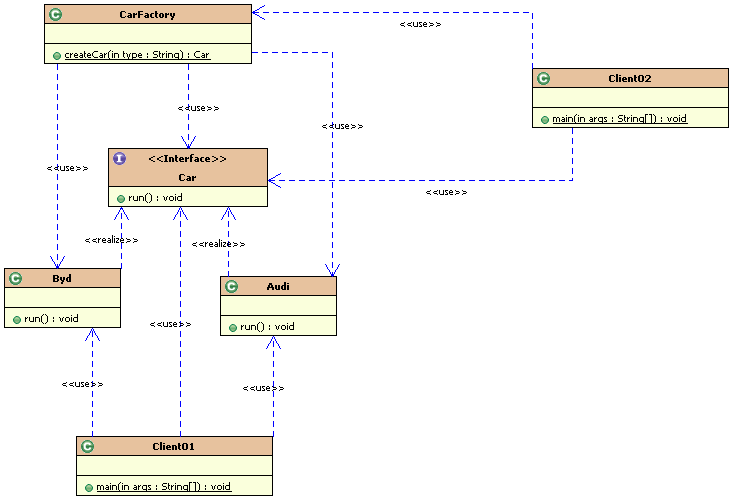 C CarFactory
createCar(in type : String) : Car
<<use>>
C Client02
main(in args : String[]) : void
<<use>>
<<use>>
I <<Interface>>
Car
run() : void
<<use>>
<<use>>
<<realize>>
<<realize>>
C Byd
run() : void
C Audi
run() : void
<<use>>
<<use>>
<<use>>
C Client01
main(in args : String[]) : void